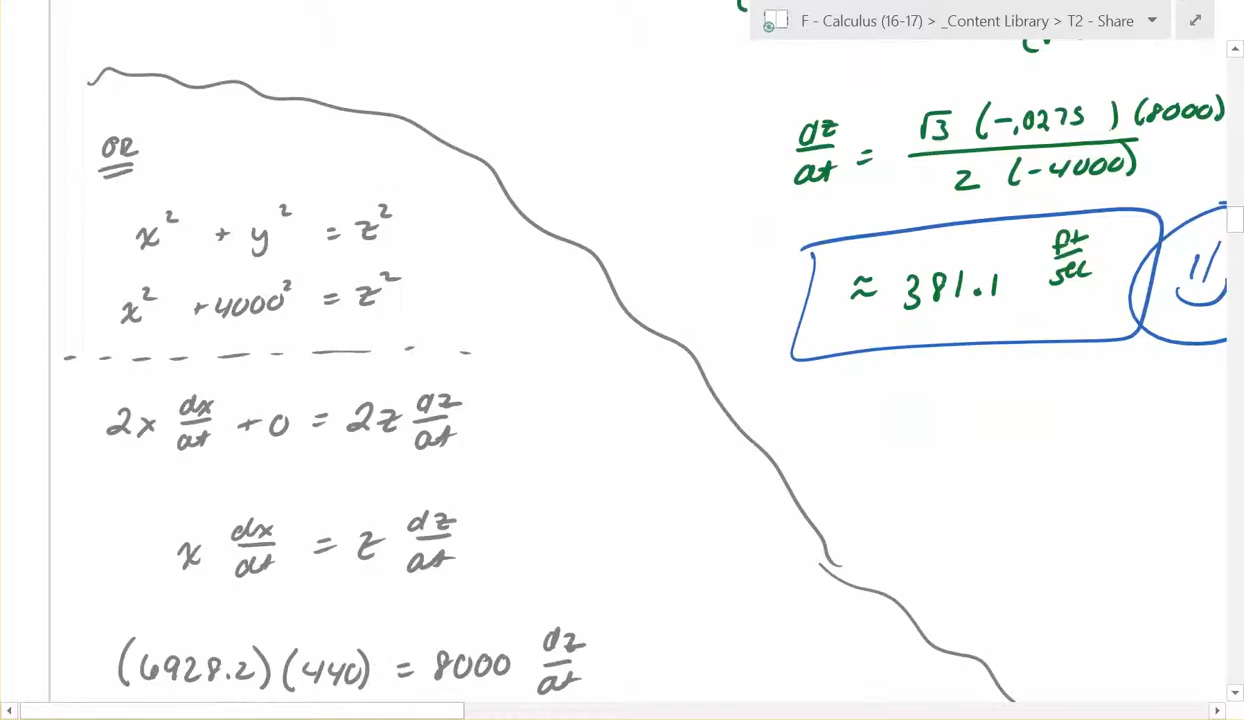 F - Calculus (16-17) > _Content Library > T2 - Share
OR
x² + y² = z²
x² + 4000² = z²
2x dx/dt + 0 = 2z dz/dt
x dx/dt = z dz/dt
(6928.2)(440) = 8000 dz/dt
dz/dt = √3 (-.0275) (8000) / 2 (-4000)
≈ 381.1 ft/sec